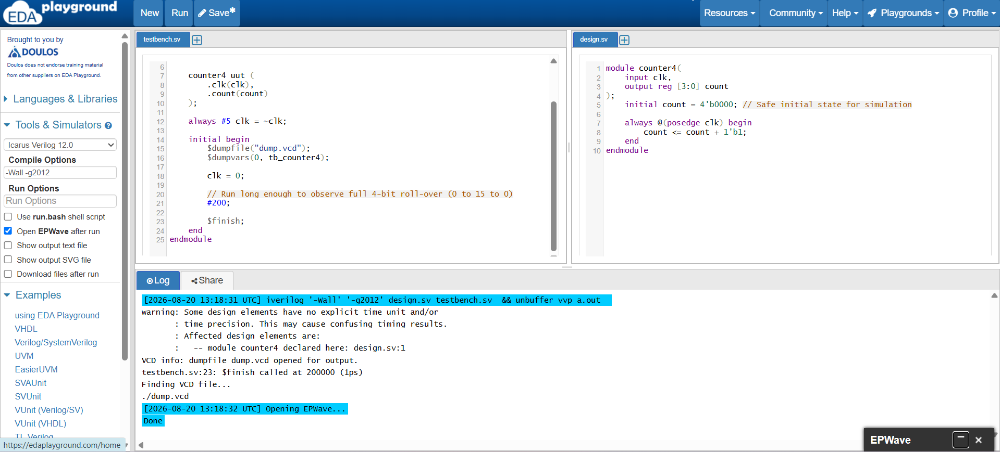 EDA playground
New
Run
Save*
Resources
Community
Help
Playgrounds
Profile
Brought to you by
DOULOS
Doulos does not endorse training material
from other suppliers on EDA Playground.
Languages & Libraries
Tools & Simulators
Icarus Verilog 12.0
Compile Options
-Wall -g2012
Run Options
Run Options
Use run.bash shell script
Open EPWave after run
Show output text file
Show output SVG file
Download files after run
Examples
using EDA Playground
VHDL
Verilog/SystemVerilog
UVM
EasierUVM
SVAUnit
SVUnit
VUnit (Verilog/SV)
VUnit (VHDL)
TL-Verilog
https://edaplayground.com/home
testbench.sv
6
7 counter4 uut (
8 .clk(clk),
9 .count(count)
10 );
11
12 always #5 clk = ~clk;
13
14 initial begin
15 $dumpfile("dump.vcd");
16 $dumpvars(0, tb_counter4);
17
18 clk = 0;
19
20 // Run long enough to observe full 4-bit roll-over (0 to 15 to 0)
21 #200;
22
23 $finish;
24 end
25 endmodule
design.sv
1 module counter4(
2 input clk,
3 output reg [3:0] count
4 );
5 initial count = 4'b0000; // Safe initial state for simulation
6
7 always @(posedge clk) begin
8 count <= count + 1'b1;
9 end
10 endmodule
Log
Share
[2026-08-20 13:18:31 UTC] iverilog '-Wall' '-g2012' design.sv testbench.sv && unbuffer vvp a.out
warning: Some design elements have no explicit time unit and/or
: time precision. This may cause confusing timing results.
: Affected design elements are:
: -- module counter4 declared here: design.sv:1
VCD info: dumpfile dump.vcd opened for output.
testbench.sv:23: $finish called at 200000 (1ps)
Finding VCD file...
./dump.vcd
[2026-08-20 13:18:32 UTC] Opening EPWave...
Done
EPWave